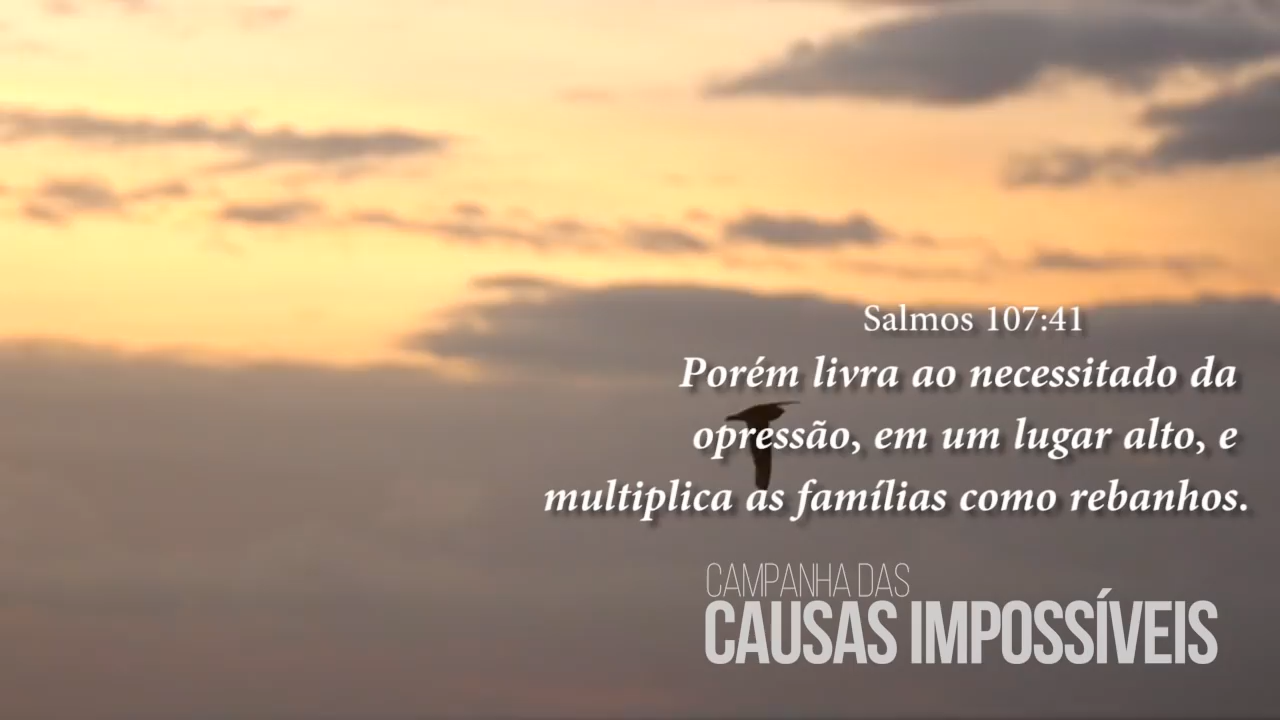 Salmos 107:41
Porém livra ao necessitado da
opressão, em um lugar alto, e
multiplica as famílias como rebanhos.
CAMPANHA DAS
CAUSAS IMPOSSÍVEIS